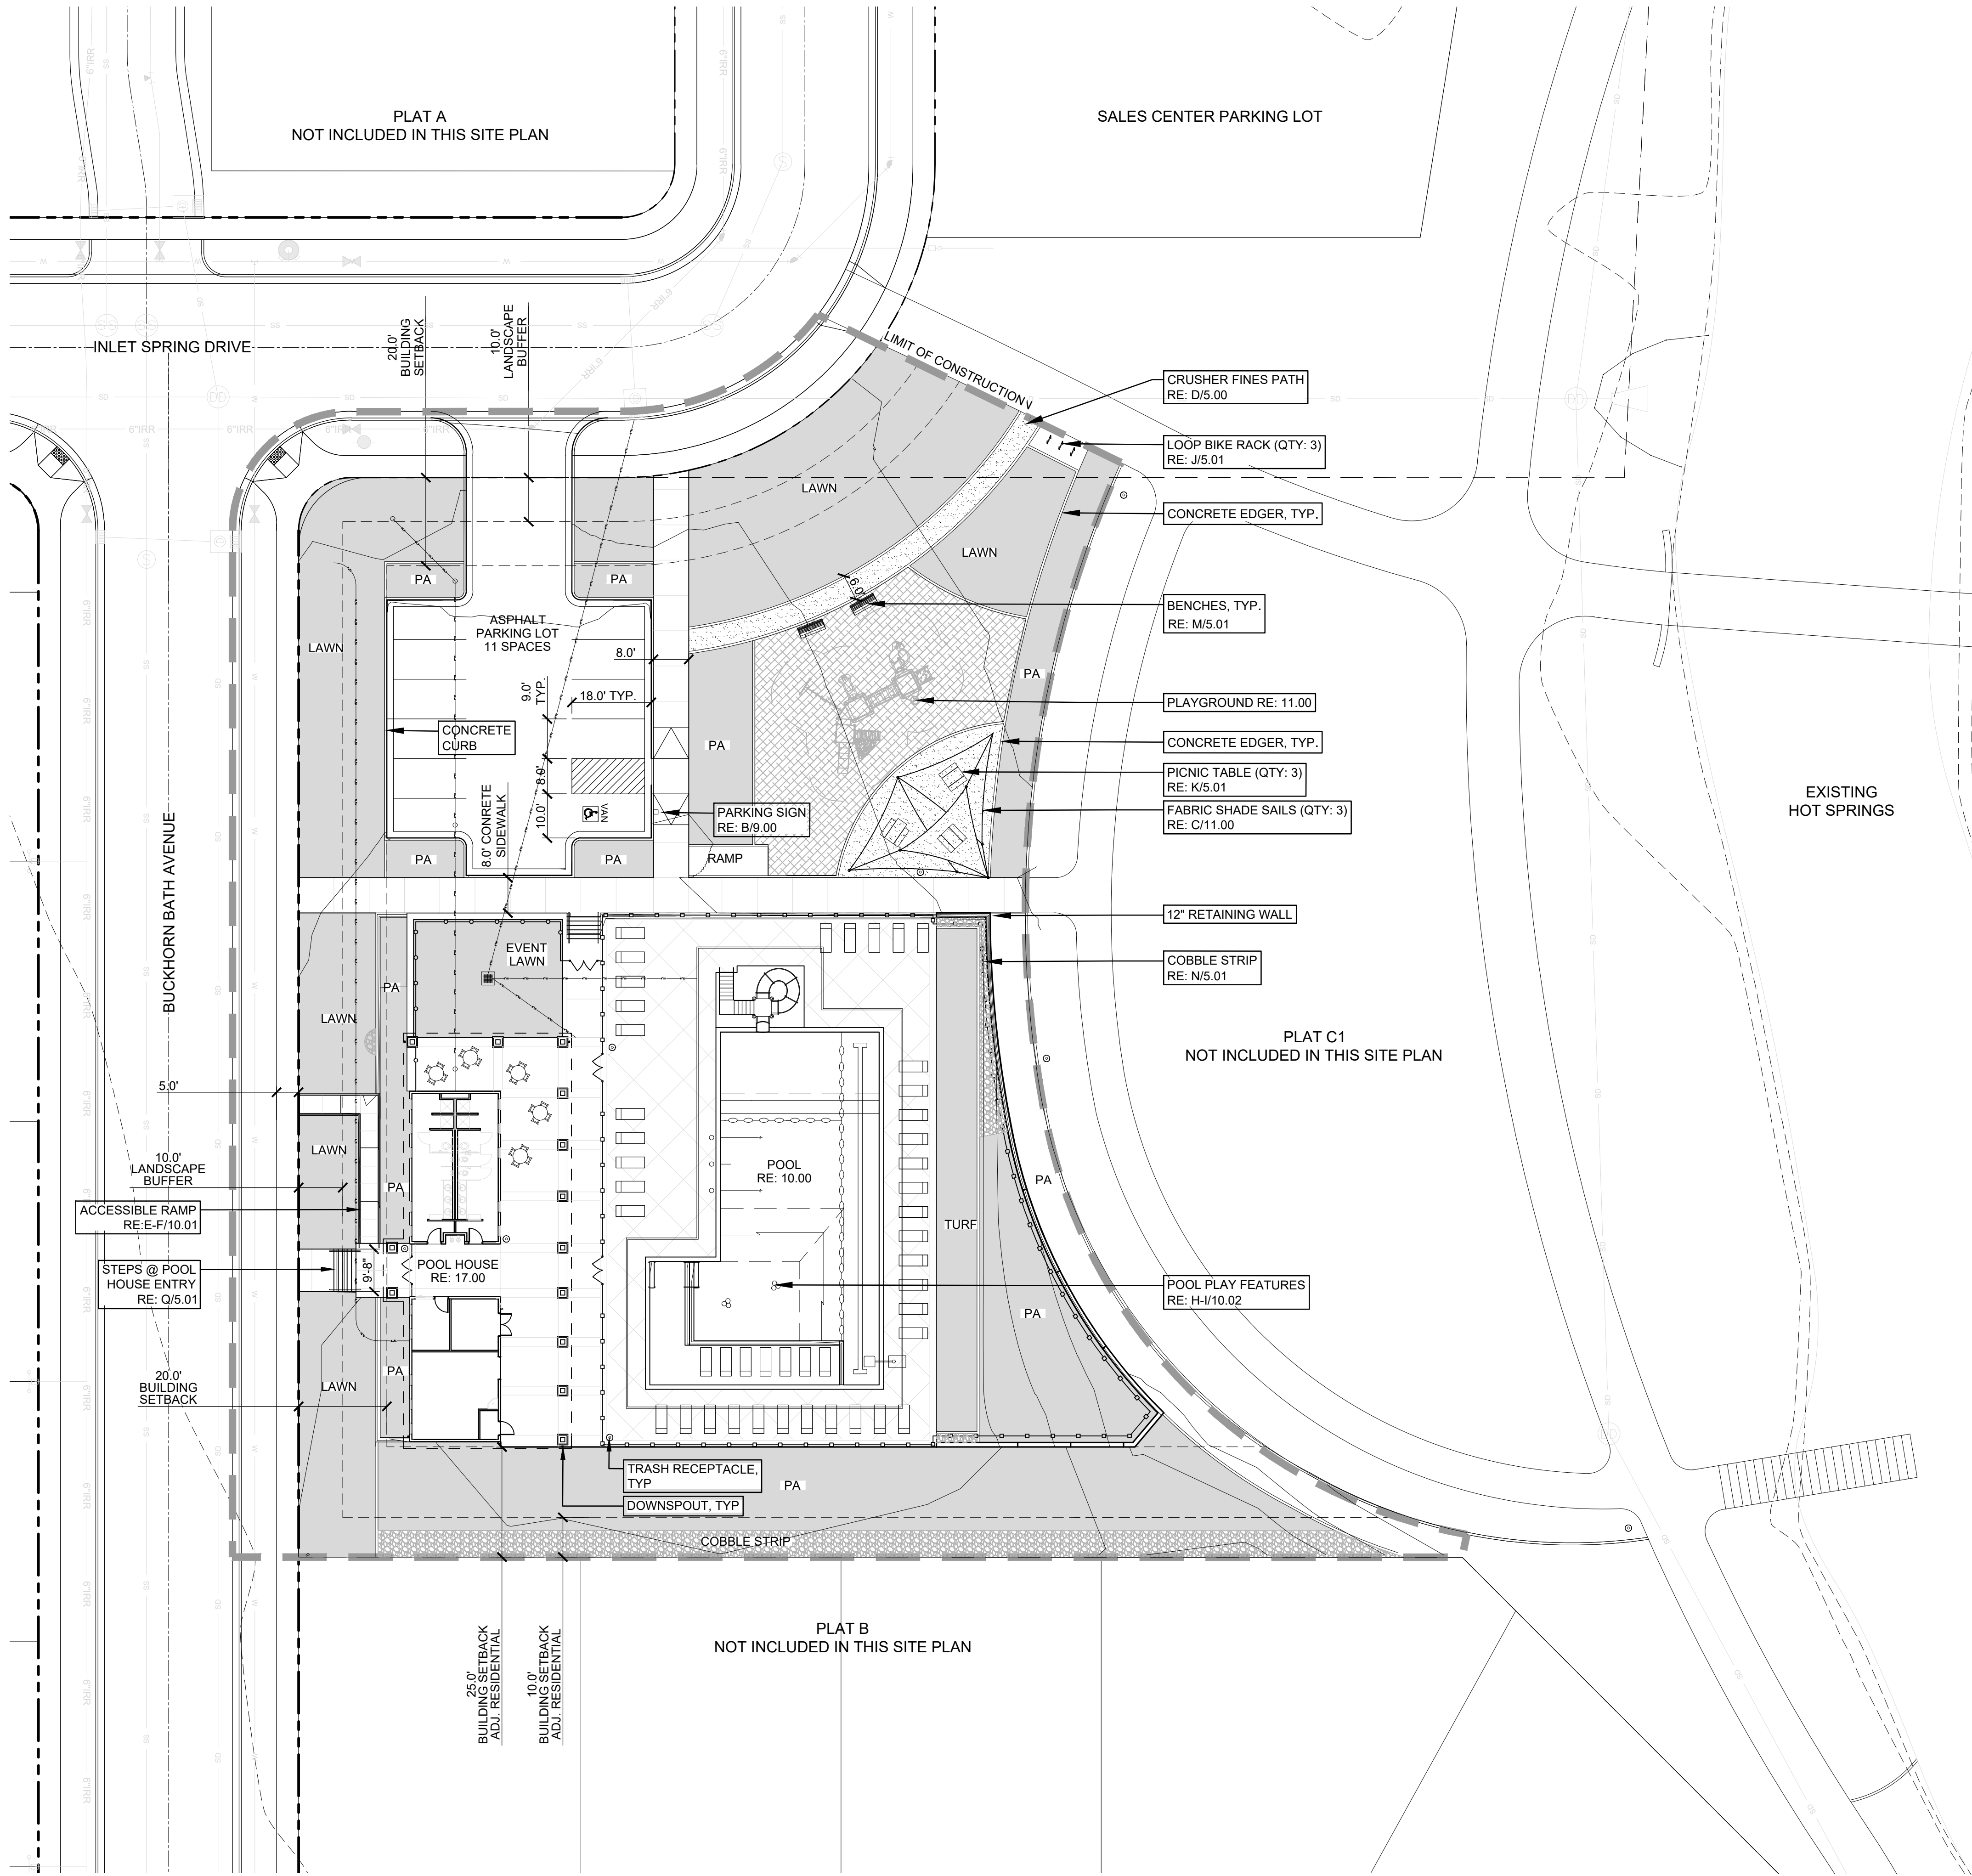 PLAT A
NOT INCLUDED IN THIS SITE PLAN
SALES CENTER PARKING LOT
INLET SPRING DRIVE
20.0'
BUILDING
SETBACK
10.0'
LANDSCAPE
BUFFER
LIMIT OF CONSTRUCTION
CRUSHER FINES PATH
RE: D/5.00
LOOP BIKE RACK (QTY: 3)
RE: J/5.01
LAWN
CONCRETE EDGER, TYP.
LAWN
PA
PA
6.0'
BENCHES, TYP.
RE: M/5.01
ASPHALT
PARKING LOT
11 SPACES
LAWN
8.0'
PA
9.0'
TYP.
18.0' TYP.
PLAYGROUND RE: 11.00
CONCRETE
CURB
PA
CONCRETE EDGER, TYP.
8.0'
PICNIC TABLE (QTY: 3)
RE: K/5.01
FABRIC SHADE SAILS (QTY: 3)
RE: C/11.00
EXISTING
HOT SPRINGS
10.0'
VAN
PARKING SIGN
RE: B/9.00
8.0' CONRETE
SIDEWALK
PA
PA
RAMP
BUCKHORN BATH AVENUE
12" RETAINING WALL
EVENT
LAWN
COBBLE STRIP
RE: N/5.01
PA
LAWN
PLAT C1
NOT INCLUDED IN THIS SITE PLAN
5.0'
LAWN
10.0'
LANDSCAPE
BUFFER
POOL
RE: 10.00
PA
PA
ACCESSIBLE RAMP
RE:E-F/10.01
TURF
STEPS @ POOL
HOUSE ENTRY
RE: Q/5.01
9'-8"
POOL HOUSE
RE: 17.00
POOL PLAY FEATURES
RE: H-I/10.02
PA
20.0'
BUILDING
SETBACK
PA
LAWN
TRASH RECEPTACLE,
TYP
PA
DOWNSPOUT, TYP
COBBLE STRIP
PLAT B
NOT INCLUDED IN THIS SITE PLAN
25.0'
BUILDING SETBACK
ADJ. RESIDENTIAL
10.0'
BUILDING SETBACK
ADJ. RESIDENTIAL